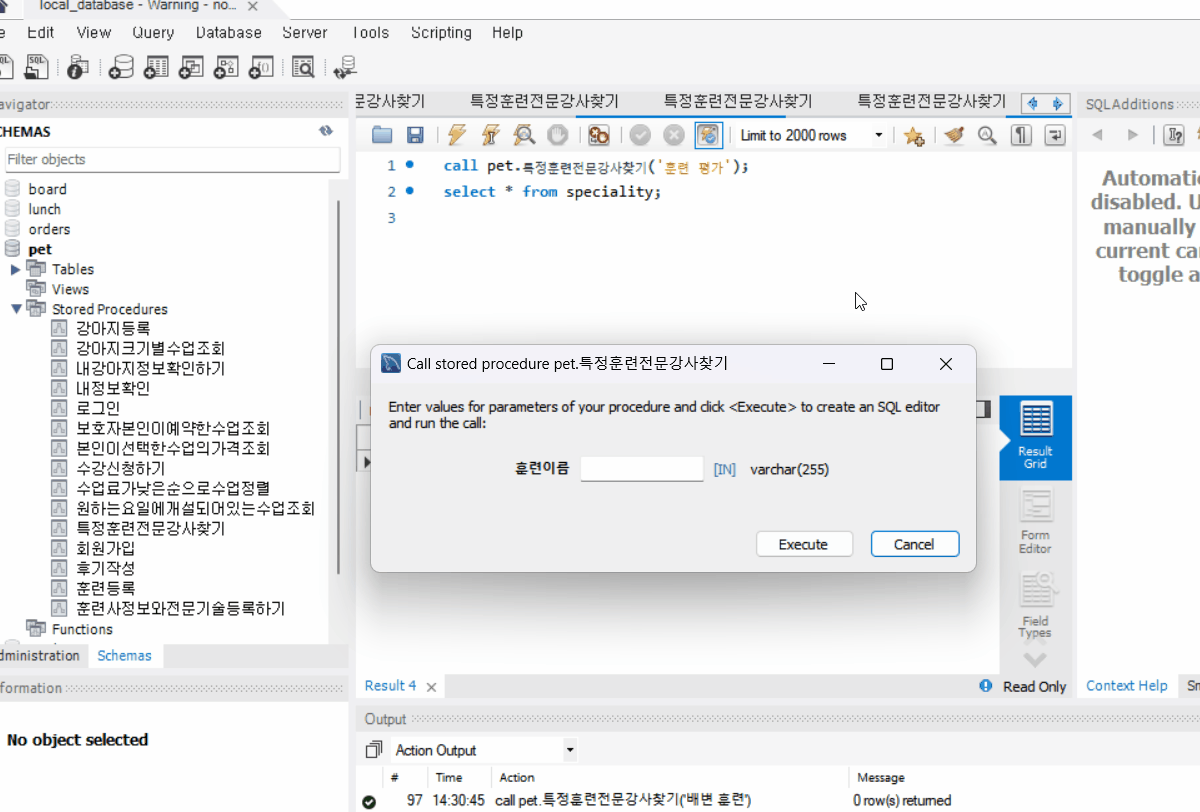 local_database - Warning - no...
Edit View Query Database Server Tools Scripting Help
SCHEMAS
Filter objects
board
lunch
orders
pet
Tables
Views
Stored Procedures
강아지등록
강아지크기별수업조회
내강아지정보확인하기
내정보확인
로그인
보호자본인이예약한수업조회
본인이선택한수업의가격조회
수강신청하기
수업료가낮은순으로수업정렬
원하는요일에개설되어있는수업조회
특정훈련전문강사찾기
회원가입
후기작성
훈련등록
훈련사정보와전문기술등록하기
Functions
dministration Schemas
formation
No object selected
문강사찾기 특정훈련전문강사찾기 특정훈련전문강사찾기 특정훈련전문강사찾기
Limit to 2000 rows
1 call pet.특정훈련전문강사찾기('훈련 평가');
2 select * from speciality;
3
Call stored procedure pet.특정훈련전문강사찾기
Enter values for parameters of your procedure and click <Execute> to create an SQL editor
and run the call:
훈련이름 [IN] varchar(255)
Execute Cancel
Result
Grid
Form
Editor
Field
Types
Result 4
Read Only
Output
Action Output
# Time Action Message
97 14:30:45 call pet.특정훈련전문강사찾기('배변 훈련') 0 row(s) returned
SQLAdditions
Automatic
disabled. U
manually
current car
toggle a
Context Help Sn